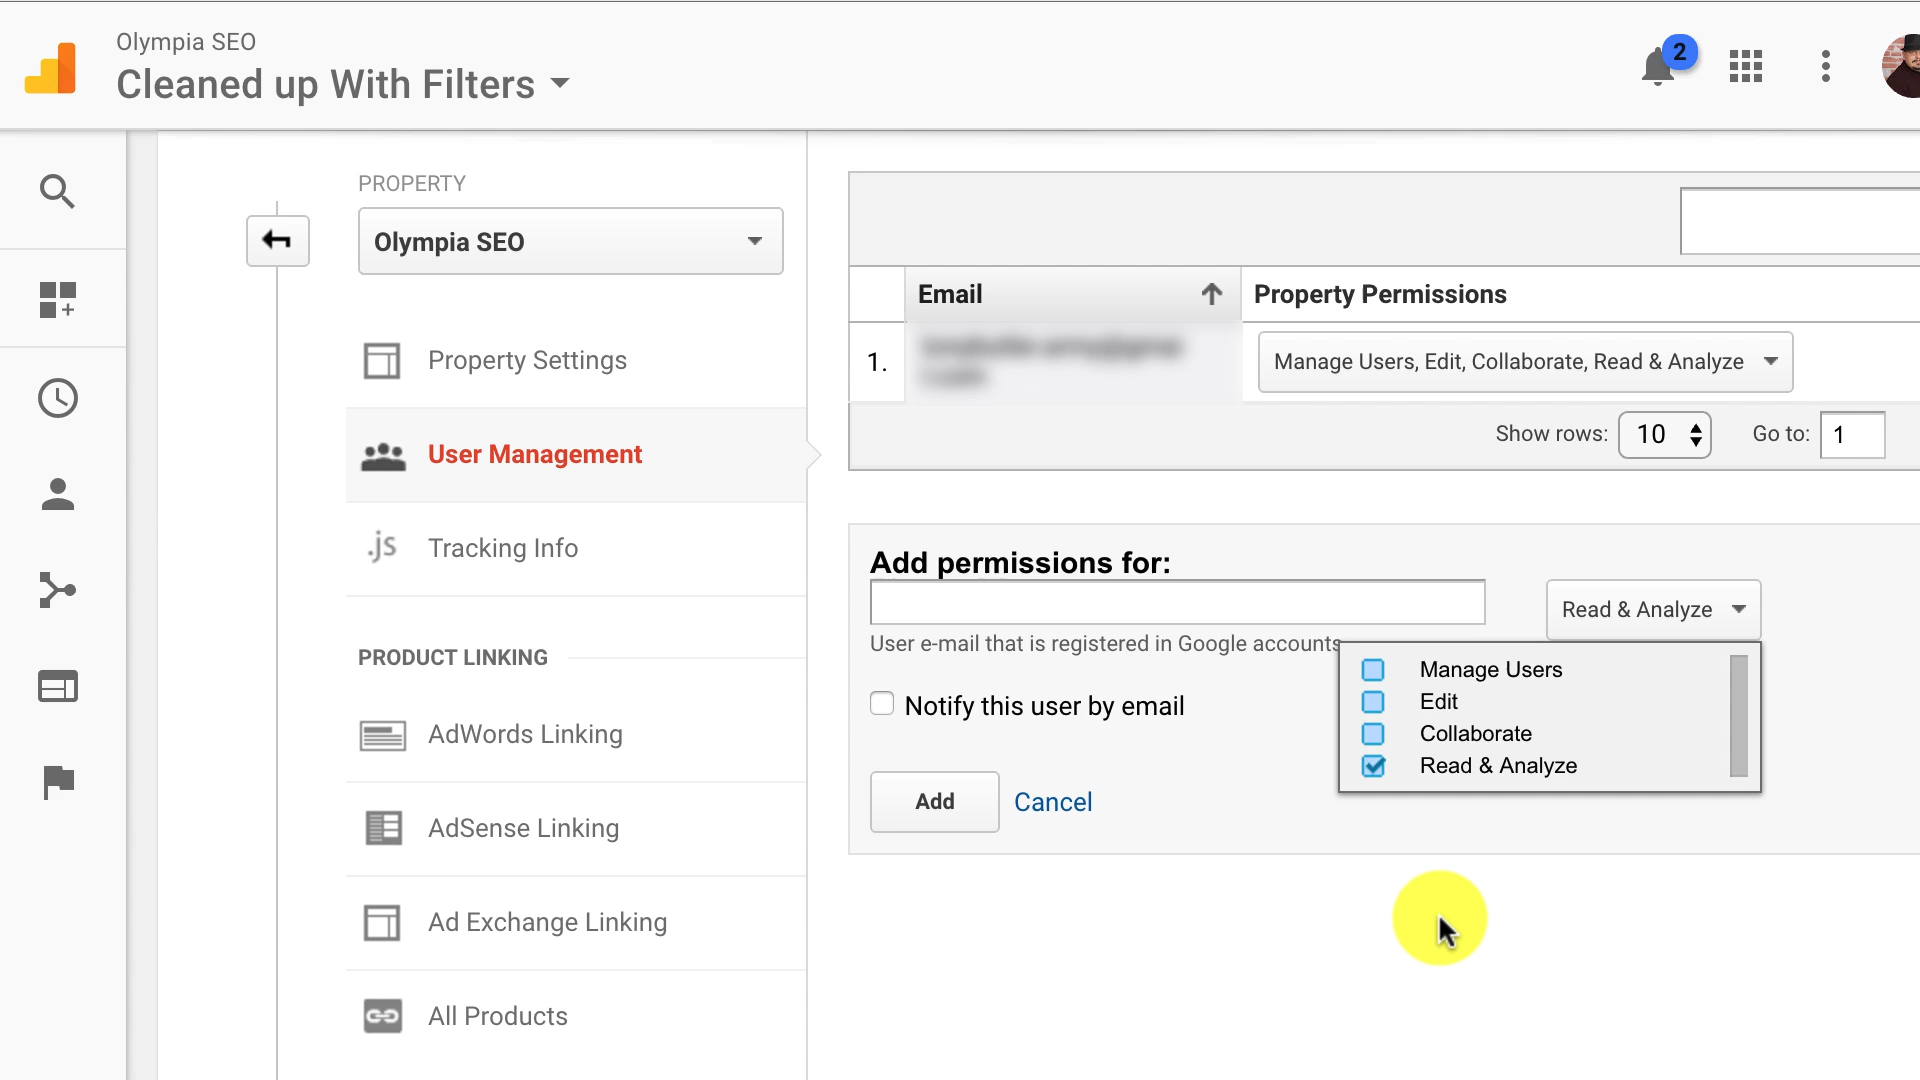 Olympia SEO
Cleaned up With Filters
2
PROPERTY
Olympia SEO
Property Settings
User Management
.js Tracking Info
PRODUCT LINKING
AdWords Linking
AdSense Linking
Ad Exchange Linking
All Products
Email Property Permissions
1. Manage Users, Edit, Collaborate, Read & Analyze
Show rows: 10 Go to: 1
Add permissions for:
Read & Analyze
User e-mail that is registered in Google accounts
Manage Users
Edit
Collaborate
Read & Analyze
Notify this user by email
Add Cancel